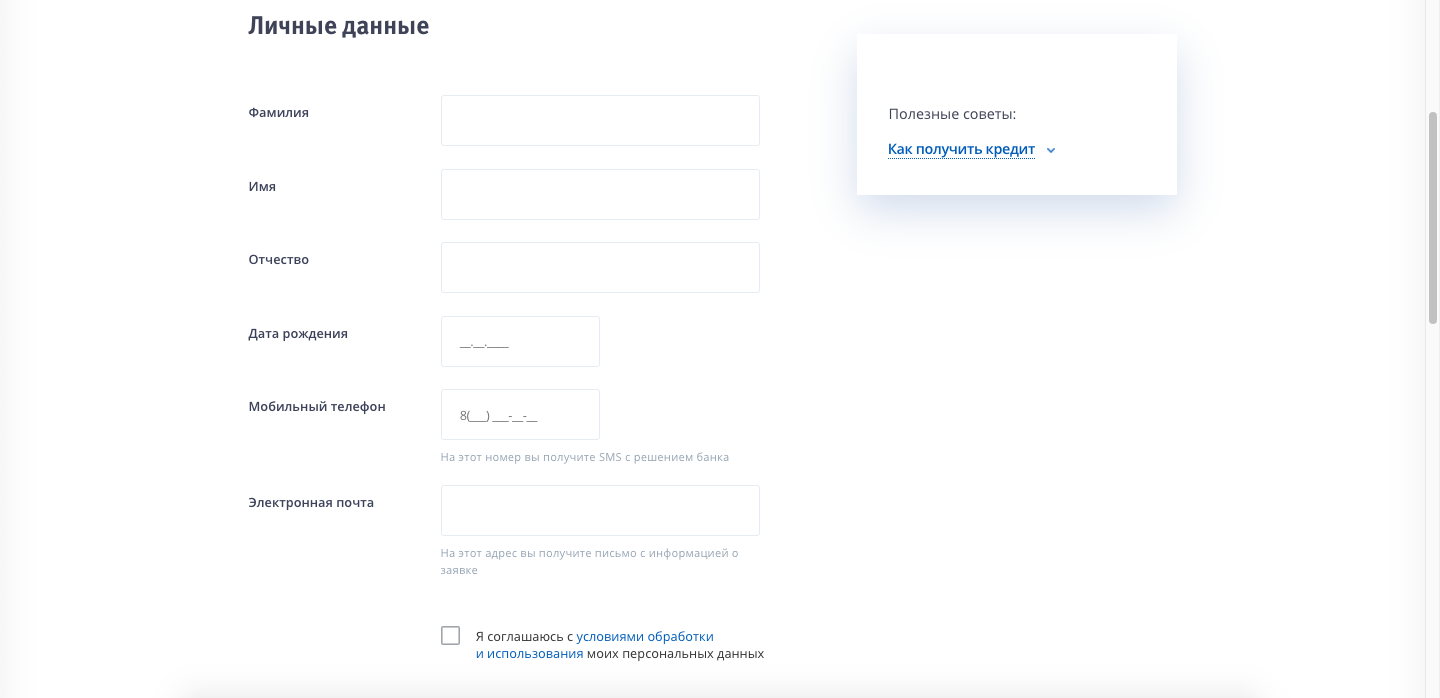 Личные данные
Фамилия
Имя
Отчество
Дата рождения
__.__.____
Мобильный телефон
8(___) ___-__-__
На этот номер вы получите SMS с решением банка
Электронная почта
На этот адрес вы получите письмо с информацией о
заявке
Я соглашаюсь с условиями обработки
и использования моих персональных данных
Полезные советы:
Как получить кредит